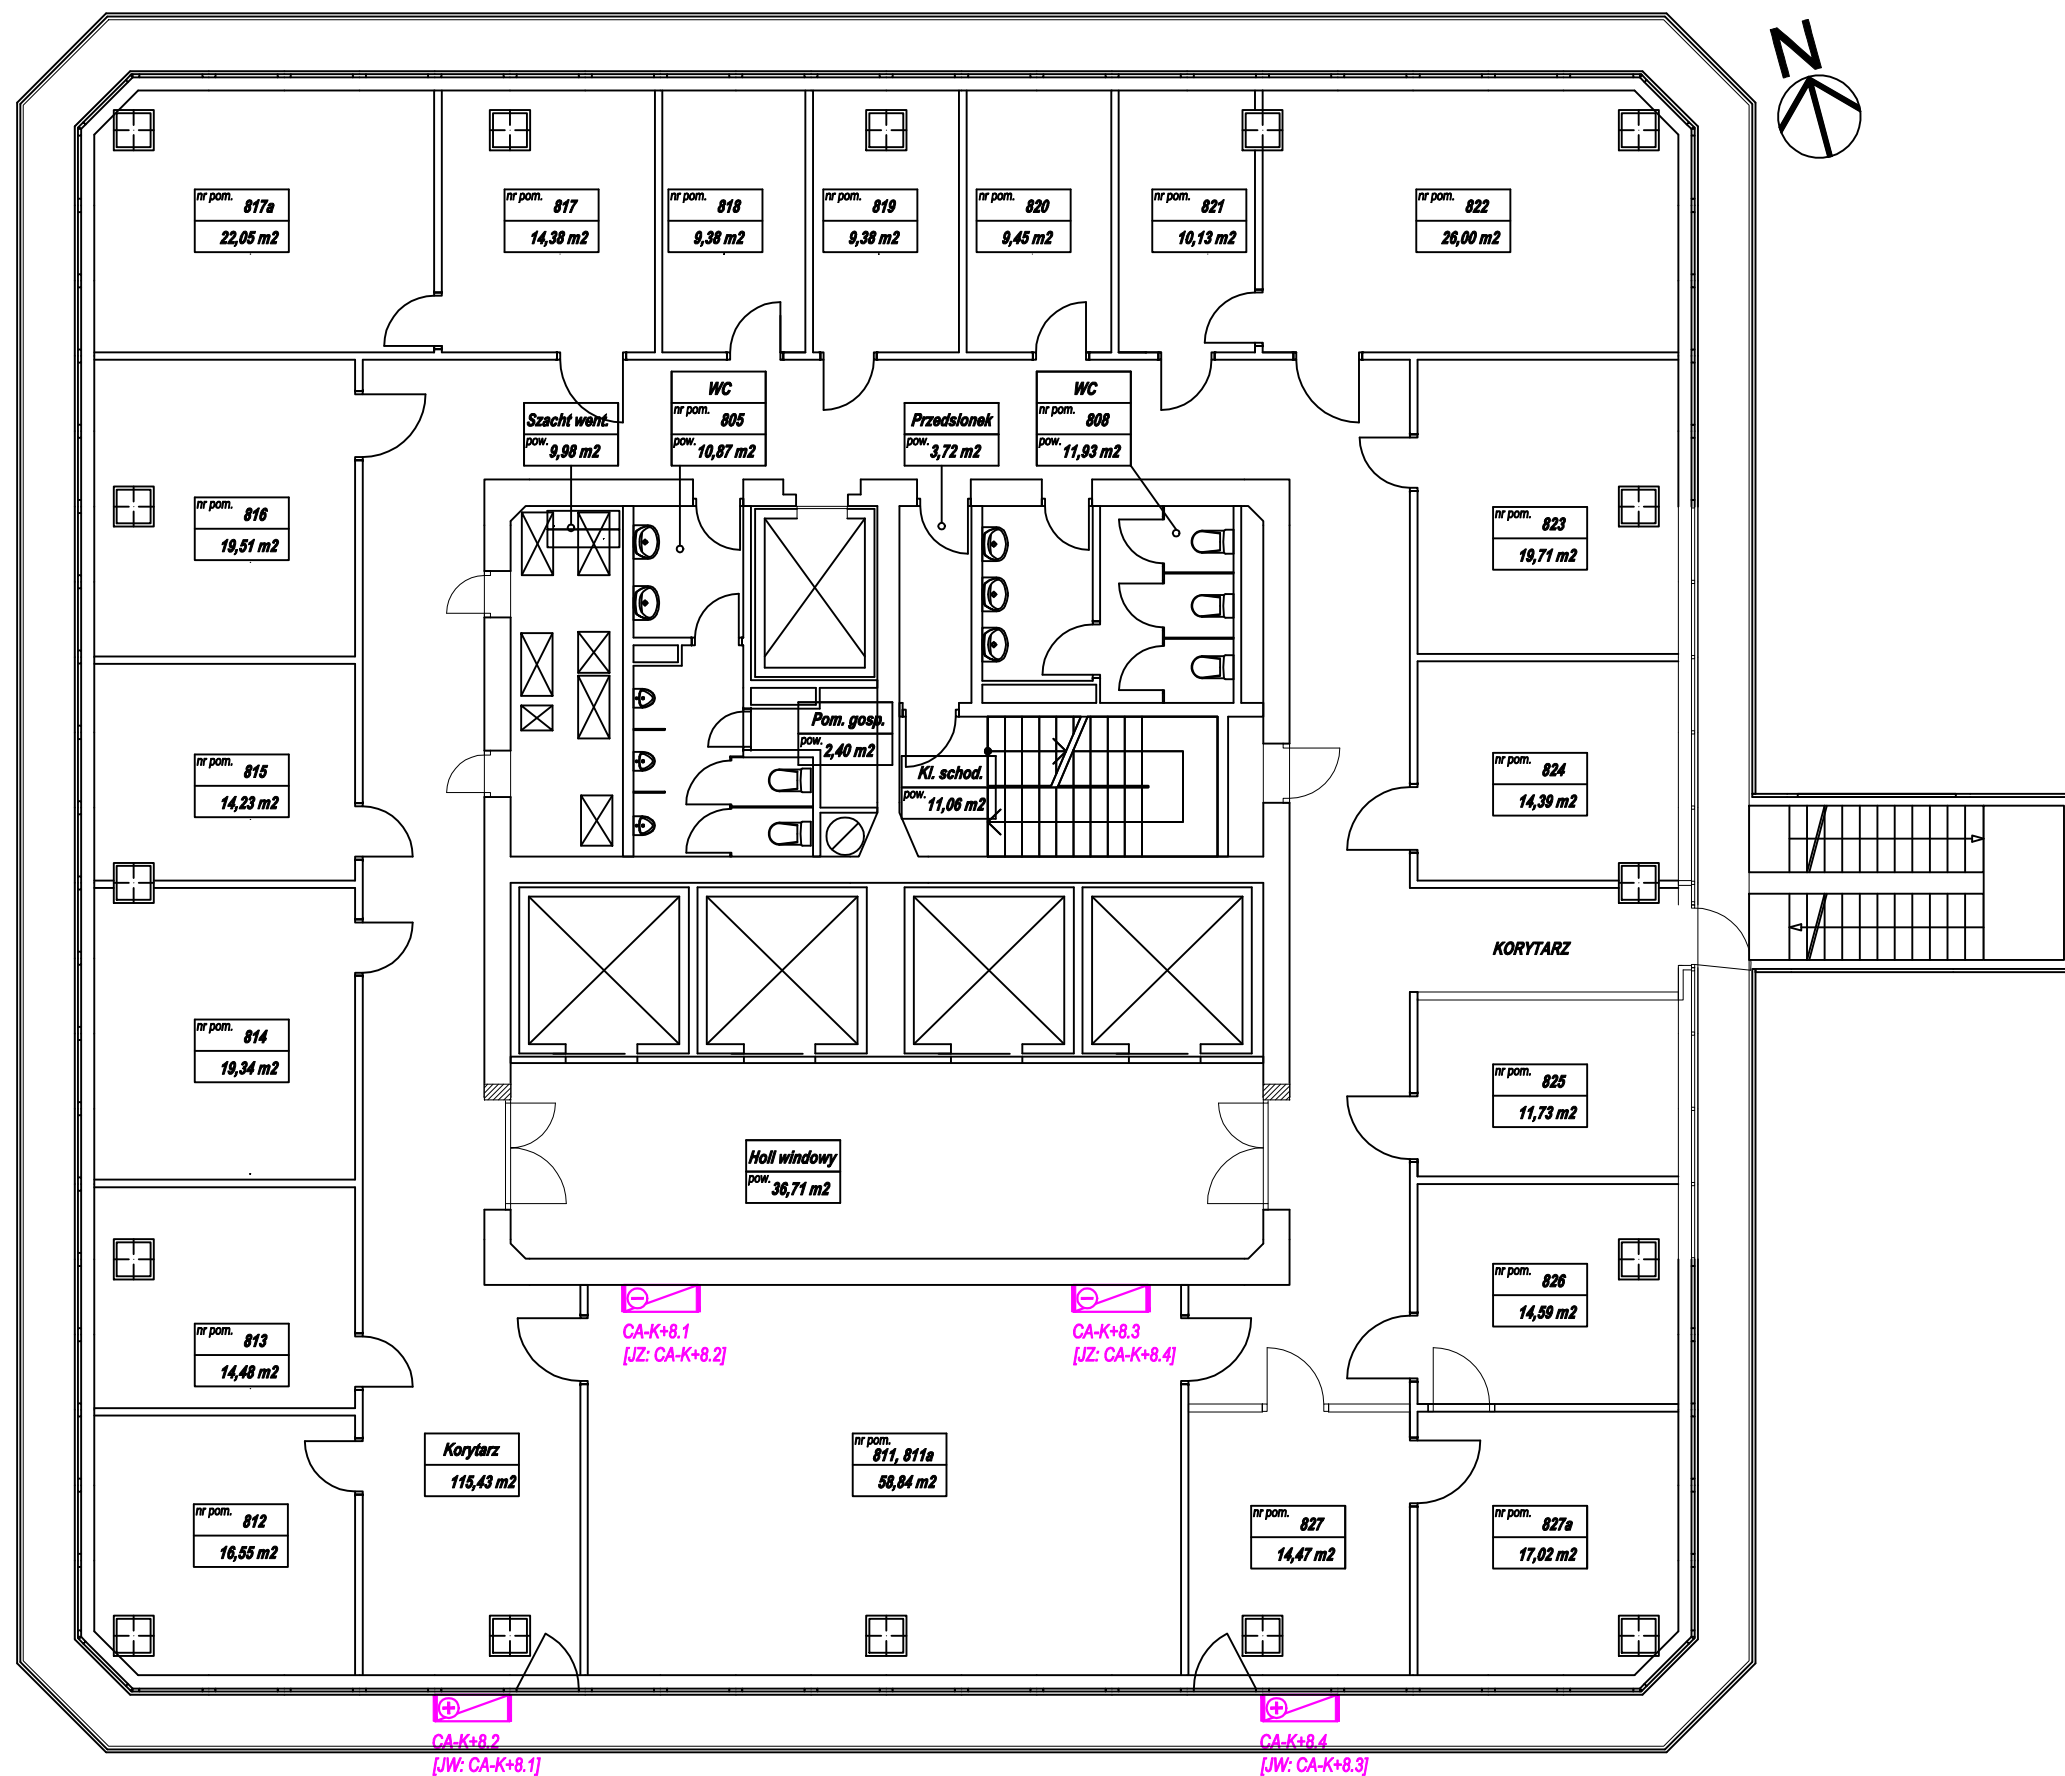 N
nr pom. 817a
22,05 m2
nr pom. 817
14,38 m2
nr pom. 818
9,38 m2
nr pom. 819
9,38 m2
nr pom. 820
9,45 m2
nr pom. 821
10,13 m2
nr pom. 822
26,00 m2
Szacht went.
pow. 9,98 m2
WC
nr pom. 805
pow. 10,87 m2
Przedsionek
pow. 3,72 m2
WC
nr pom. 808
pow. 11,93 m2
nr pom. 816
19,51 m2
nr pom. 823
19,71 m2
Pom. gosp.
pow. 2,40 m2
Kl. schod.
pow. 11,06 m2
nr pom. 815
14,23 m2
nr pom. 824
14,39 m2
KORYTARZ
nr pom. 814
19,34 m2
nr pom. 825
11,73 m2
Holl windowy
pow. 36,71 m2
nr pom. 826
14,59 m2
nr pom. 813
14,48 m2
CA-K+8.1
[JZ: CA-K+8.2]
CA-K+8.3
[JZ: CA-K+8.4]
Korytarz
115,43 m2
nr pom. 811, 811a
58,84 m2
nr pom. 812
16,55 m2
nr pom. 827
14,47 m2
nr pom. 827a
17,02 m2
CA-K+8.2
[JW: CA-K+8.1]
CA-K+8.4
[JW: CA-K+8.3]